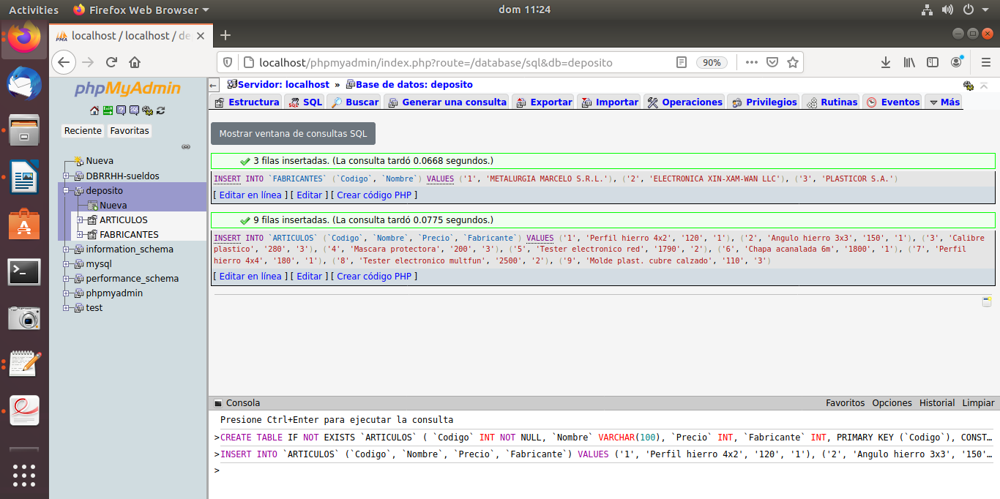 Activities Firefox Web Browser dom 11:24
localhost / localhost / de
localhost/phpmyadmin/index.php?route=/database/sql&db=deposito 90%
phpMyAdmin
Reciente Favoritas
Nueva
DBRRHH-sueldos
deposito
Nueva
ARTICULOS
FABRICANTES
information_schema
mysql
performance_schema
phpmyadmin
test
Servidor: localhost » Base de datos: deposito
Estructura SQL Buscar Generar una consulta Exportar Importar Operaciones Privilegios Rutinas Eventos Más
Mostrar ventana de consultas SQL
3 filas insertadas. (La consulta tardó 0.0668 segundos.)
INSERT INTO `FABRICANTES` (`Codigo`, `Nombre`) VALUES ('1', 'METALURGIA MARCELO S.R.L.'), ('2', 'ELECTRONICA XIN-XAM-WAN LLC'), ('3', 'PLASTICOR S.A.')
[ Editar en línea ] [ Editar ] [ Crear código PHP ]
9 filas insertadas. (La consulta tardó 0.0775 segundos.)
INSERT INTO `ARTICULOS` (`Codigo`, `Nombre`, `Precio`, `Fabricante`) VALUES ('1', 'Perfil hierro 4x2', '120', '1'), ('2', 'Angulo hierro 3x3', '150', '1'), ('3', 'Calibre
plastico', '280', '3'), ('4', 'Mascara protectora', '200', '3'), ('5', 'Tester electronico red', '1790', '2'), ('6', 'Chapa acanalada 6m', '1800', '1'), ('7', 'Perfil
hierro 4x4', '180', '1'), ('8', 'Tester electronico multfun', '2500', '2'), ('9', 'Molde plast. cubre calzado', '110', '3')
[ Editar en línea ] [ Editar ] [ Crear código PHP ]
Consola Favoritos Opciones Historial Limpiar
Presione Ctrl+Enter para ejecutar la consulta
>CREATE TABLE IF NOT EXISTS `ARTICULOS` ( `Codigo` INT NOT NULL, `Nombre` VARCHAR(100), `Precio` INT, `Fabricante` INT, PRIMARY KEY (`Codigo`), CONST…
>INSERT INTO `ARTICULOS` (`Codigo`, `Nombre`, `Precio`, `Fabricante`) VALUES ('1', 'Perfil hierro 4x2', '120', '1'), ('2', 'Angulo hierro 3x3', '150'…
>